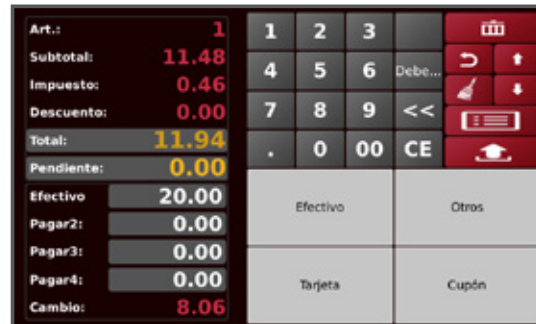 Art.: 1
Subtotal: 11.48
Impuesto: 0.46
Descuento: 0.00
Total: 11.94
Pendiente: 0.00
Efectivo 20.00
Pagar2: 0.00
Pagar3: 0.00
Pagar4: 0.00
Cambio: 8.06
1 2 3
4 5 6 Debe...
7 8 9 <<
. 0 00 CE
Efectivo Otros
Tarjeta Cupón